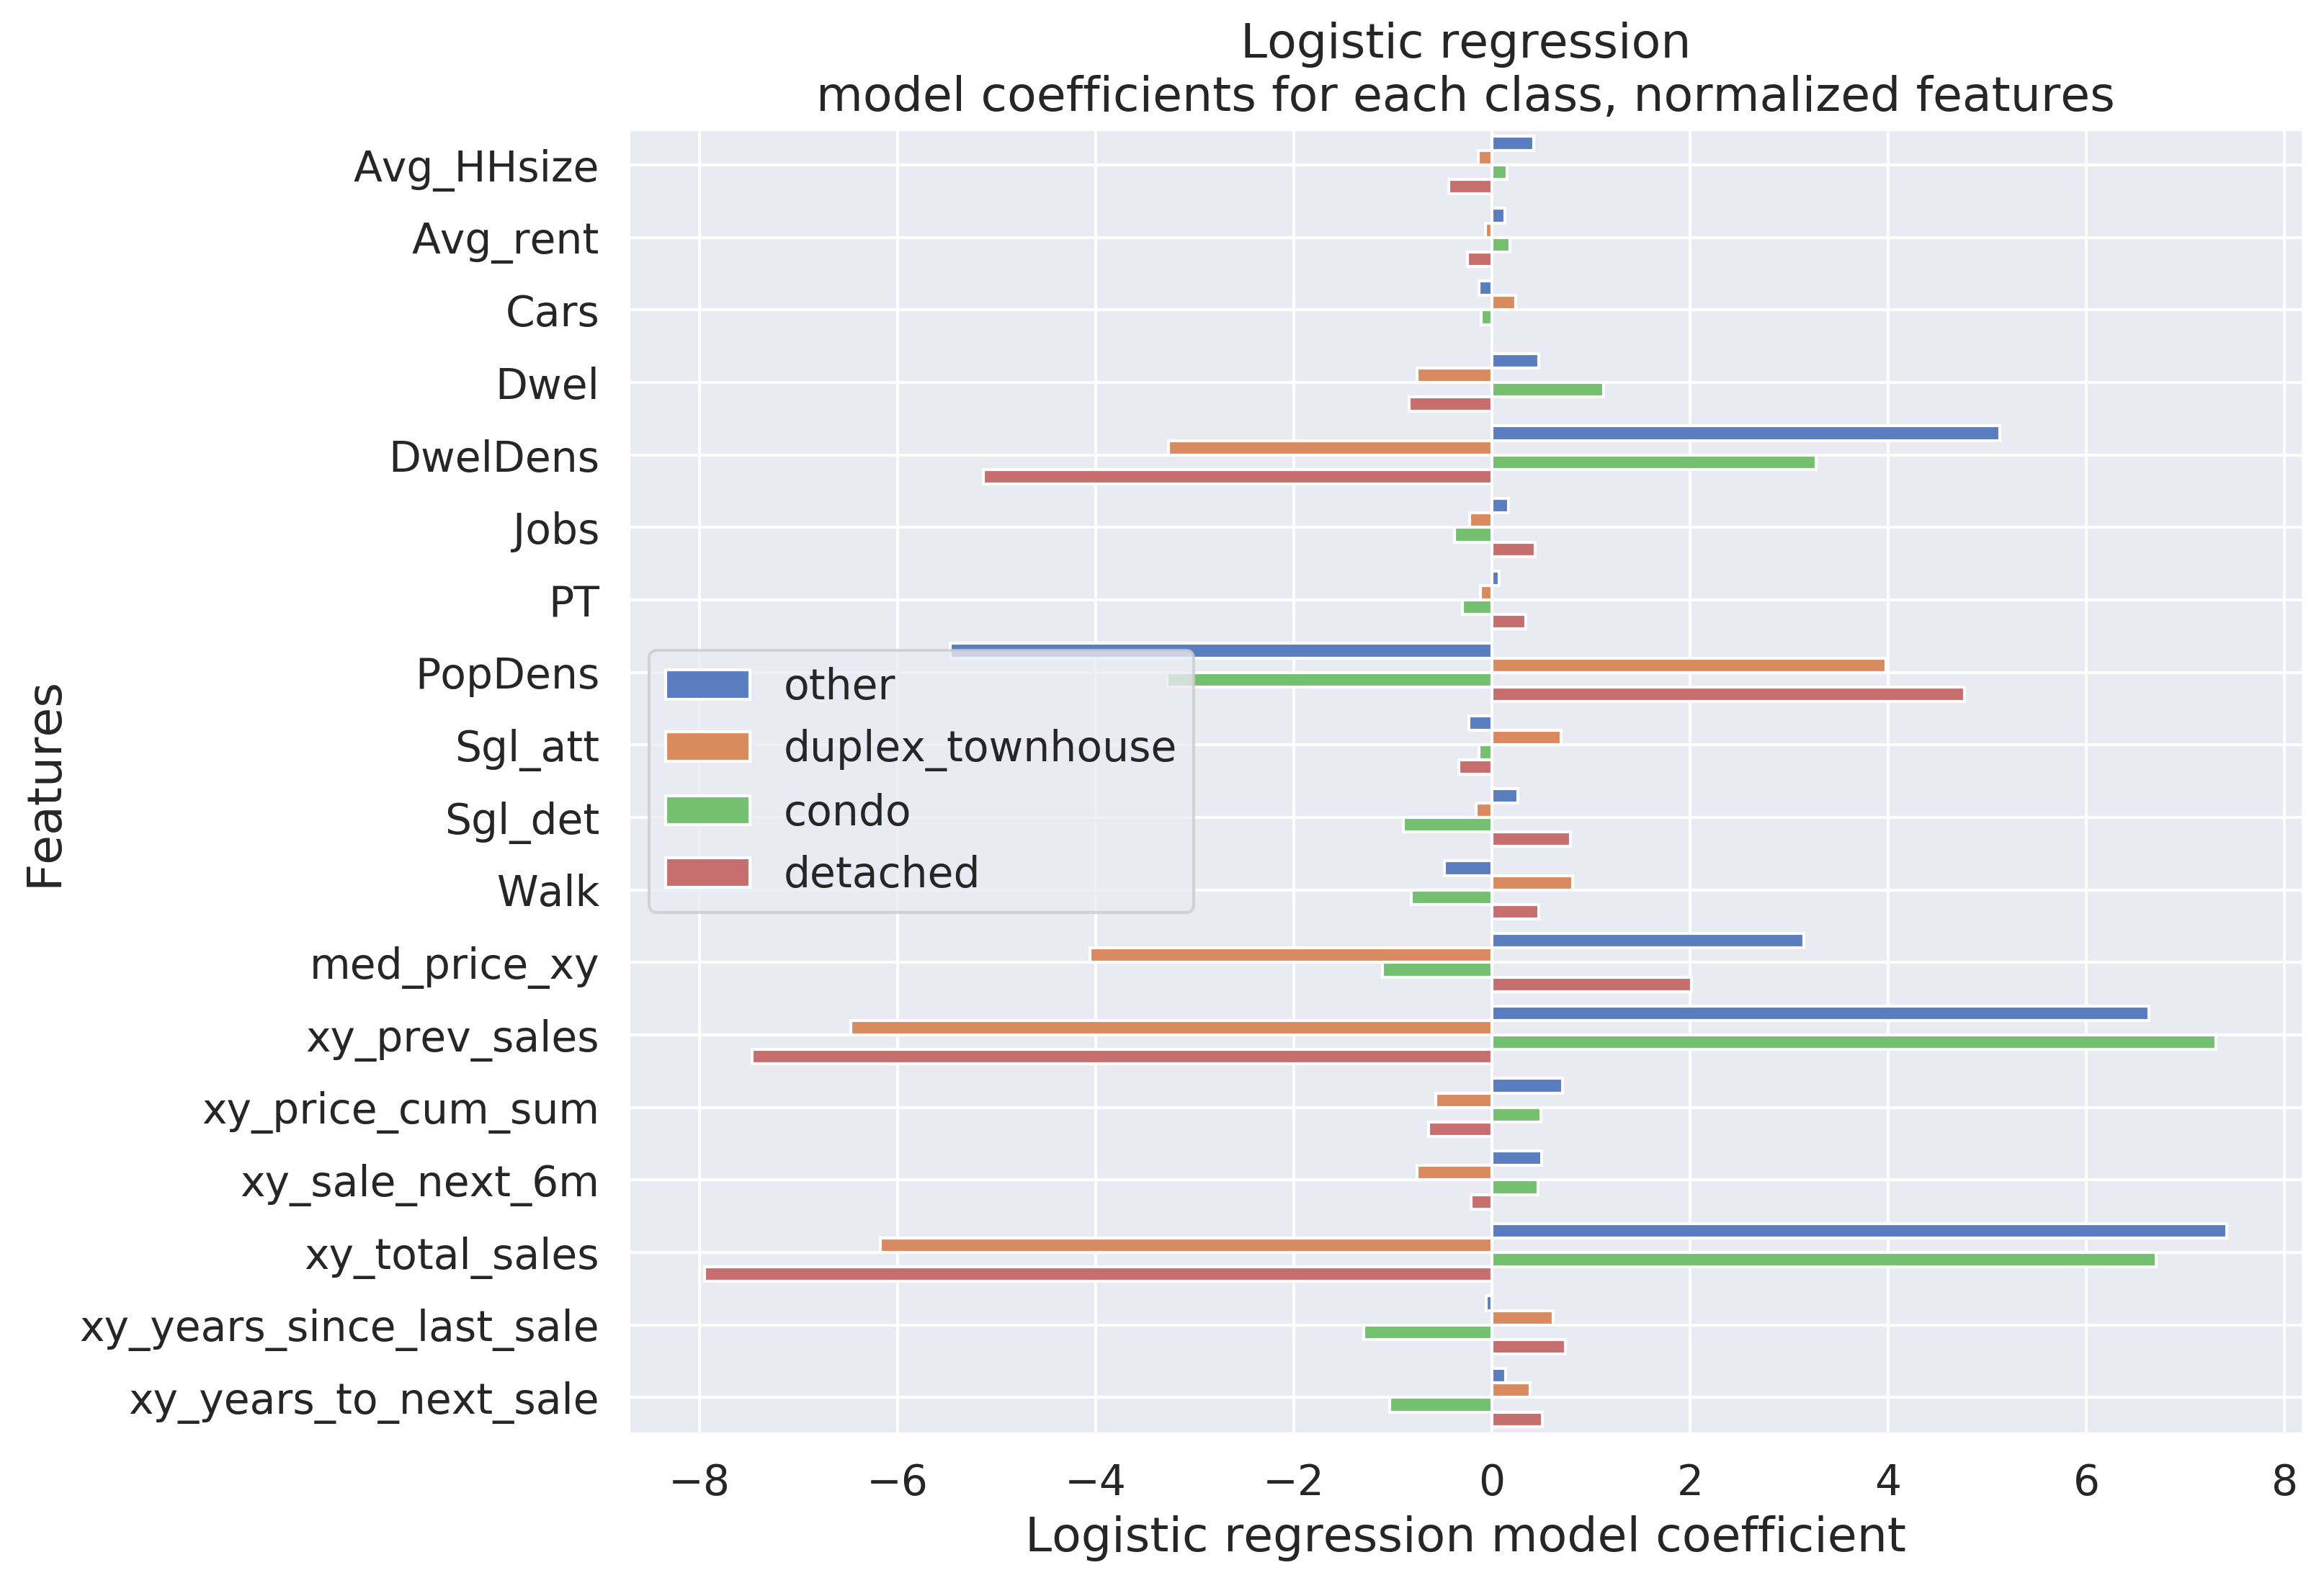 Logistic regression
model coefficients for each class, normalized features
Avg_HHsize
Avg_rent
Cars
Dwel
DwelDens
Jobs
PT
PopDens
Sgl_att
Sgl_det
Walk
med_price_xy
xy_prev_sales
xy_price_cum_sum
xy_sale_next_6m
xy_total_sales
xy_years_since_last_sale
xy_years_to_next_sale
Features
other
duplex_townhouse
condo
detached
−8 −6 −4 −2 0 2 4 6 8
Logistic regression model coefficient